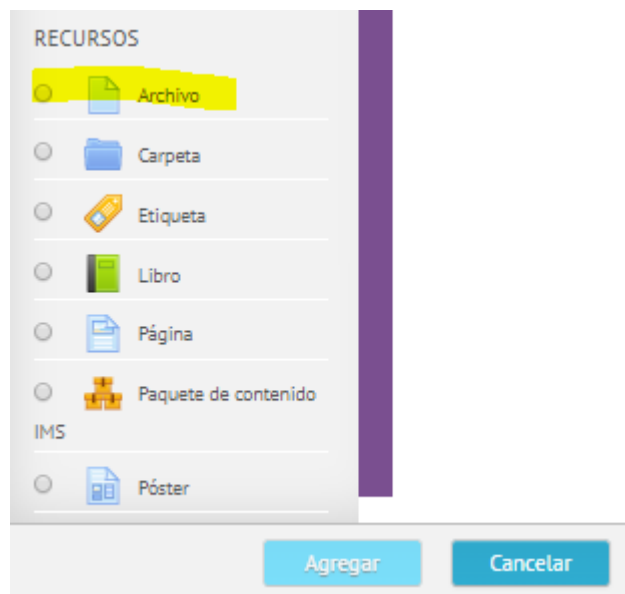 RECURSOS
Archivo
Carpeta
Etiqueta
Libro
Página
Paquete de contenido
IMS
Póster
Agregar
Cancelar